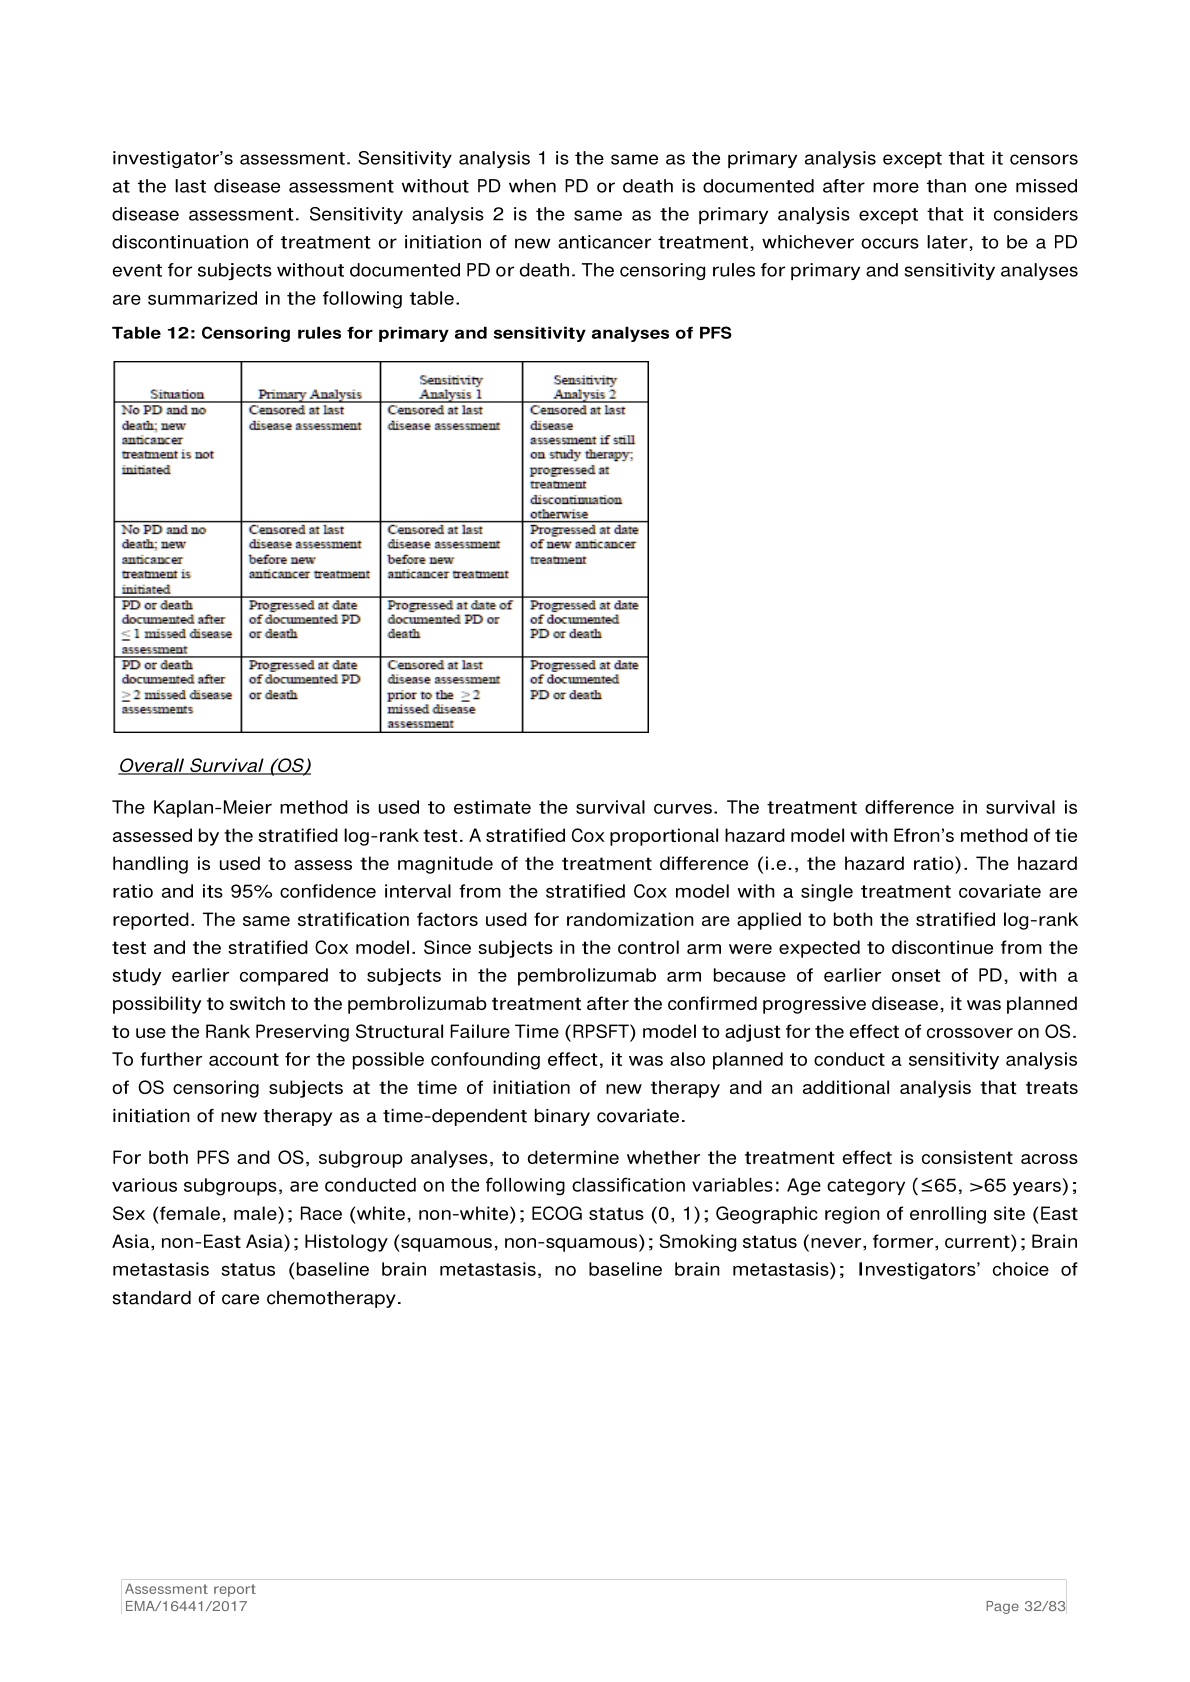 investigator’s assessment. Sensitivity analysis 1 is the same as the primary analysis except that it censors
at the last disease assessment without PD when PD or death is documented after more than one missed
disease assessment. Sensitivity analysis 2 is the same as the primary analysis except that it considers
discontinuation of treatment or initiation of new anticancer treatment, whichever occurs later, to be a PD
event for subjects without documented PD or death. The censoring rules for primary and sensitivity analyses
are summarized in the following table.
Table 12: Censoring rules for primary and sensitivity analyses of PFS
Situation
Primary Analysis
Sensitivity
Analysis 1
Sensitivity
Analysis 2
No PD and no
death; new
anticancer
treatment is not
initiated
Censored at last
disease assessment
Censored at last
disease assessment
Censored at last
disease
assessment if still
on study therapy;
progressed at
treatment
discontinuation
otherwise
No PD and no
death; new
anticancer
treatment is
initiated
Censored at last
disease assessment
before new
anticancer treatment
Censored at last
disease assessment
before new
anticancer treatment
Progressed at date
of new anticancer
treatment
PD or death
documented after
≤ 1 missed disease
assessment
Progressed at date
of documented PD
or death
Progressed at date of
documented PD or
death
Progressed at date
of documented
PD or death
PD or death
documented after
≥ 2 missed disease
assessments
Progressed at date
of documented PD
or death
Censored at last
disease assessment
prior to the ≥ 2
missed disease
assessment
Progressed at date
of documented
PD or death
Overall Survival (OS)
The Kaplan-Meier method is used to estimate the survival curves. The treatment difference in survival is
assessed by the stratified log-rank test. A stratified Cox proportional hazard model with Efron’s method of tie
handling is used to assess the magnitude of the treatment difference (i.e., the hazard ratio). The hazard
ratio and its 95% confidence interval from the stratified Cox model with a single treatment covariate are
reported. The same stratification factors used for randomization are applied to both the stratified log-rank
test and the stratified Cox model. Since subjects in the control arm were expected to discontinue from the
study earlier compared to subjects in the pembrolizumab arm because of earlier onset of PD, with a
possibility to switch to the pembrolizumab treatment after the confirmed progressive disease, it was planned
to use the Rank Preserving Structural Failure Time (RPSFT) model to adjust for the effect of crossover on OS.
To further account for the possible confounding effect, it was also planned to conduct a sensitivity analysis
of OS censoring subjects at the time of initiation of new therapy and an additional analysis that treats
initiation of new therapy as a time-dependent binary covariate.
For both PFS and OS, subgroup analyses, to determine whether the treatment effect is consistent across
various subgroups, are conducted on the following classification variables: Age category (≤65, >65 years);
Sex (female, male); Race (white, non-white); ECOG status (0, 1); Geographic region of enrolling site (East
Asia, non-East Asia); Histology (squamous, non-squamous); Smoking status (never, former, current); Brain
metastasis status (baseline brain metastasis, no baseline brain metastasis); Investigators’ choice of
standard of care chemotherapy.
Assessment report
EMA/16441/2017
Page 32/83